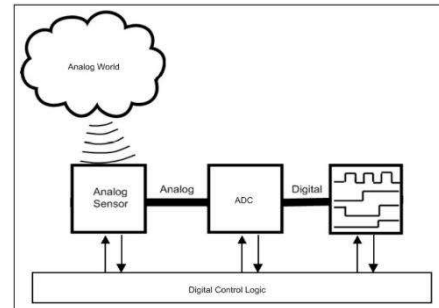 Analog World
Analog
Sensor
Analog
ADC
Digital
Digital Control Logic